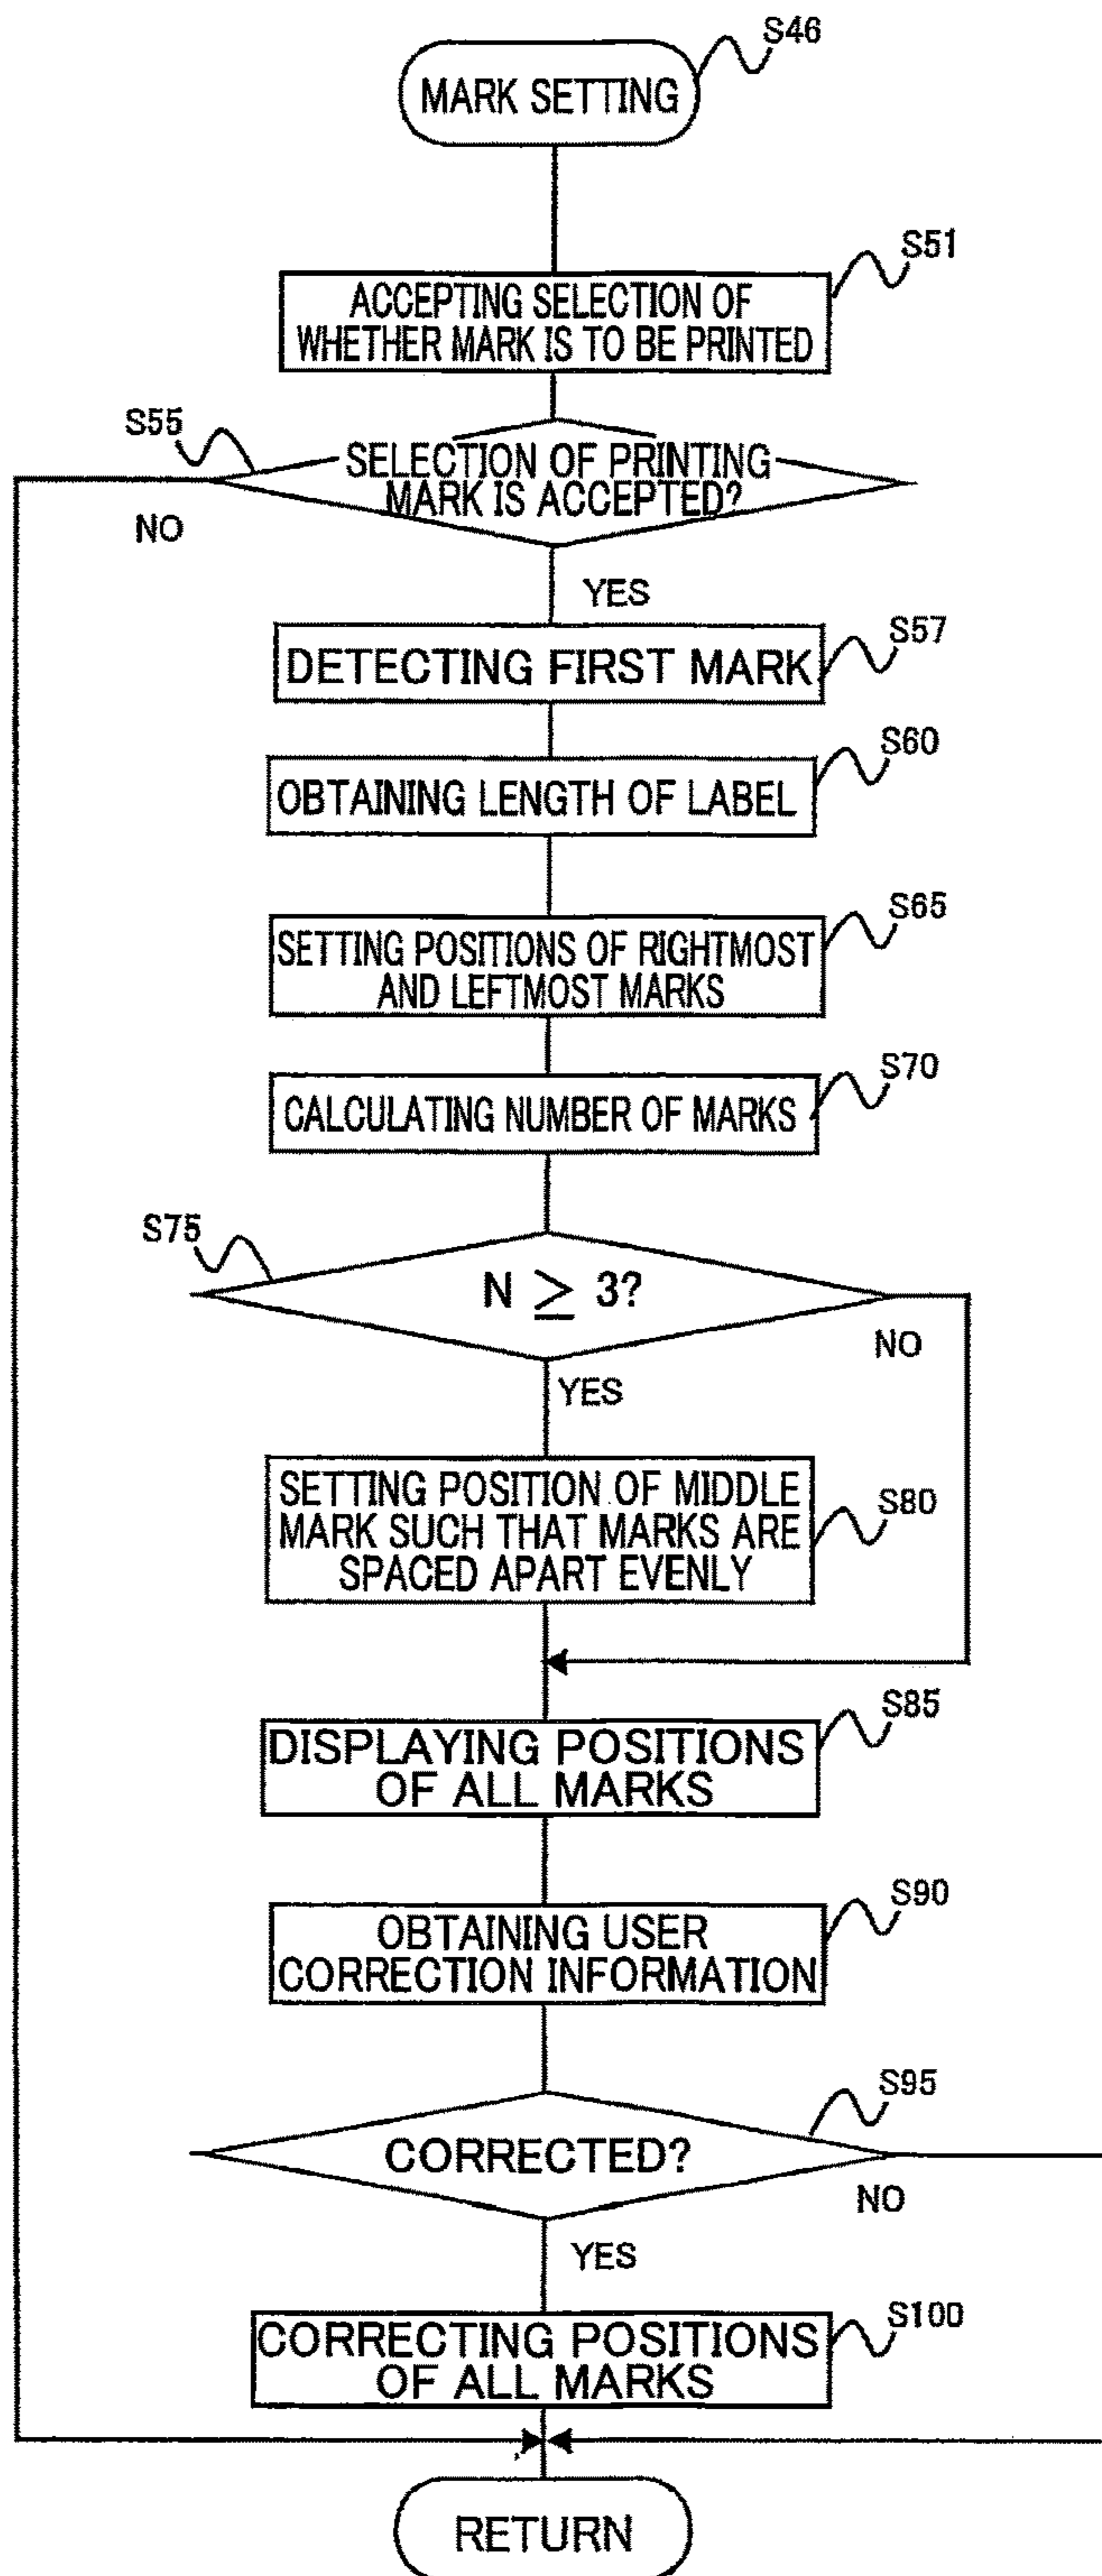 S46
MARK SETTING
S51
ACCEPTING SELECTION OF
WHETHER MARK IS TO BE PRINTED
S55
SELECTION OF PRINTING
MARK IS ACCEPTED?
NO
YES
S57
DETECTING FIRST MARK
S60
OBTAINING LENGTH OF LABEL
S65
SETTING POSITIONS OF RIGHTMOST
AND LEFTMOST MARKS
S70
CALCULATING NUMBER OF MARKS
S75
N ≥ 3?
NO
YES
SETTING POSITION OF MIDDLE
MARK SUCH THAT MARKS ARE
SPACED APART EVENLY
S80
S85
DISPLAYING POSITIONS
OF ALL MARKS
S90
OBTAINING USER
CORRECTION INFORMATION
S95
CORRECTED?
NO
YES
S100
CORRECTING POSITIONS
OF ALL MARKS
RETURN